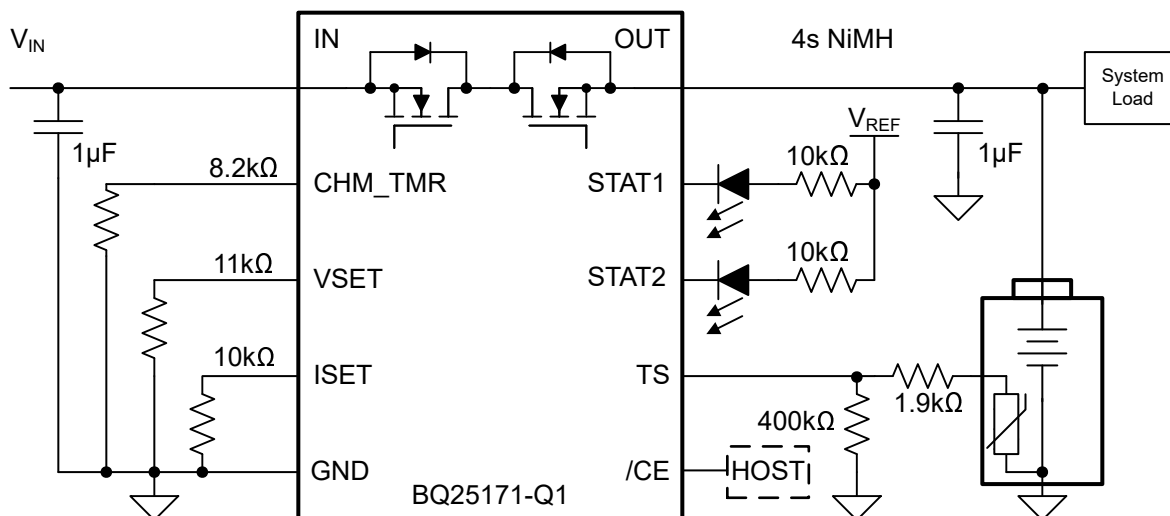 V_IN
IN
OUT
4s NiMH
System
Load
1µF
V_REF
1µF
8.2kΩ
CHM_TMR
STAT1
10kΩ
11kΩ
VSET
STAT2
10kΩ
10kΩ
ISET
TS
1.9kΩ
400kΩ
GND
/CE
HOST
BQ25171-Q1